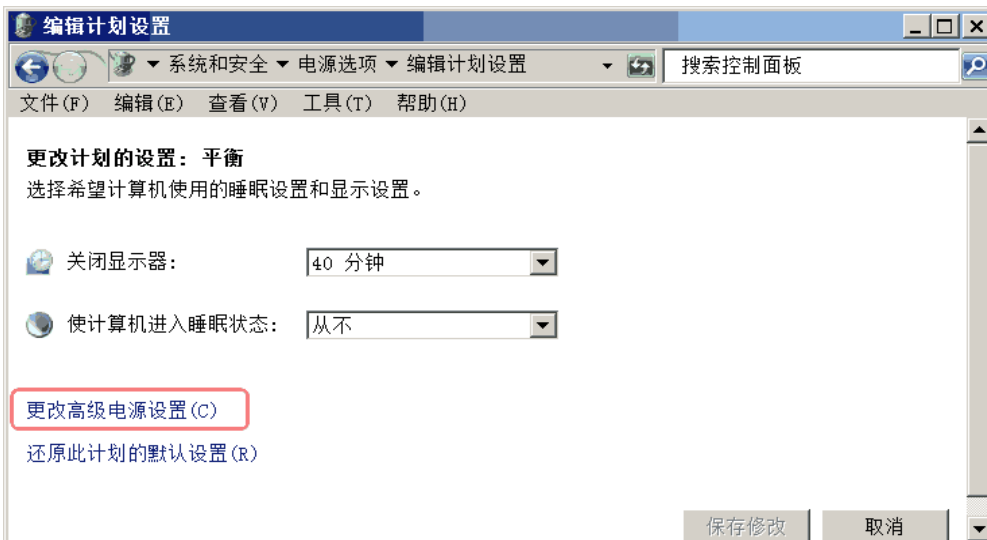 编辑计划设置
系统和安全 电源选项 编辑计划设置 搜索控制面板
文件(F) 编辑(E) 查看(V) 工具(T) 帮助(H)
更改计划的设置: 平衡
选择希望计算机使用的睡眠设置和显示设置。
关闭显示器: 40 分钟
使计算机进入睡眠状态: 从不
更改高级电源设置(C)
还原此计划的默认设置(R)
保存修改 取消